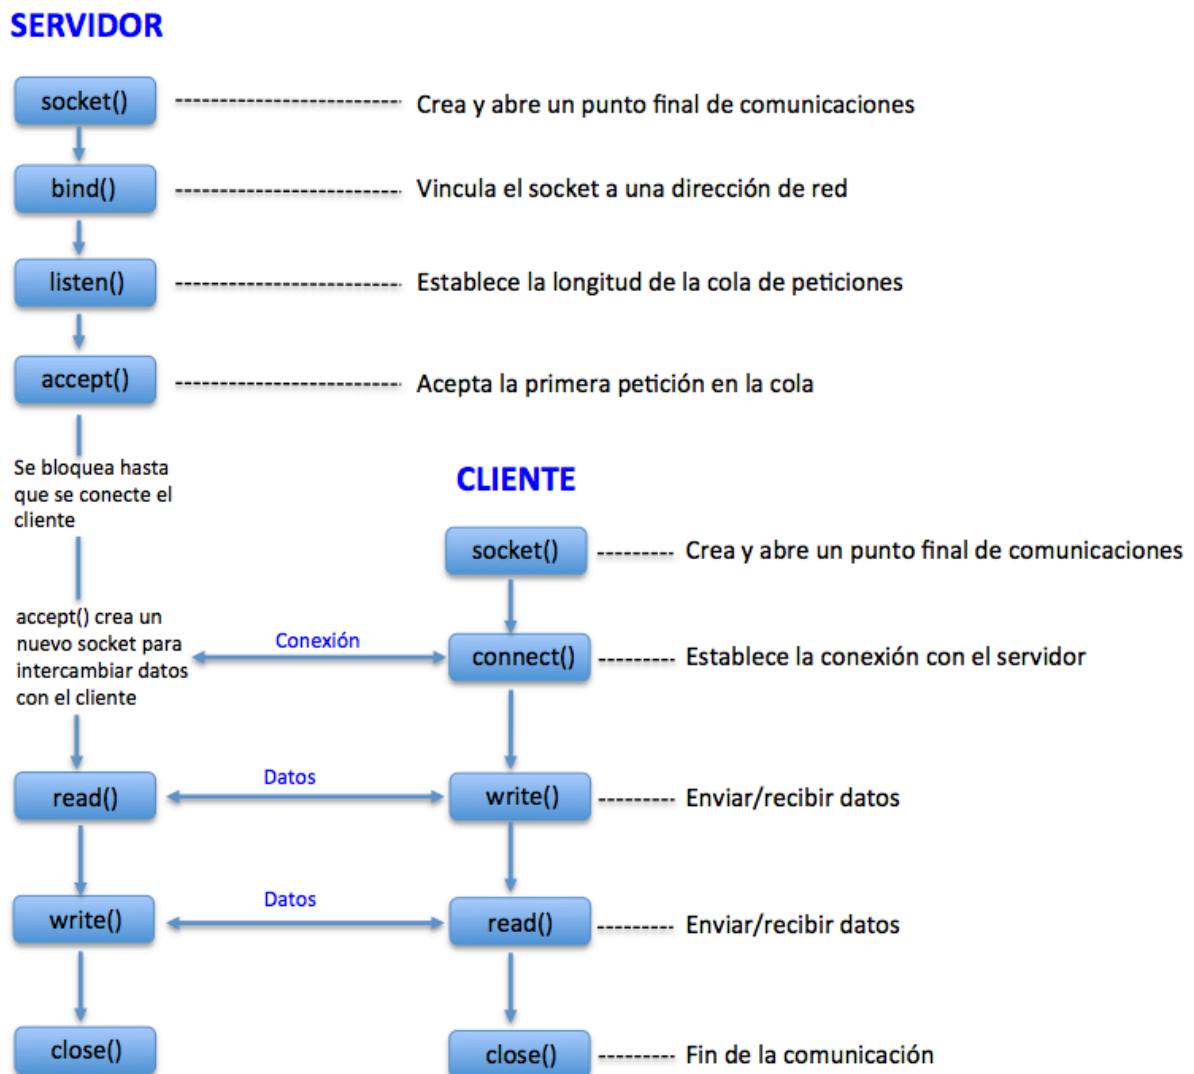 SERVIDOR
socket()
Crea y abre un punto final de comunicaciones
bind()
Vincula el socket a una dirección de red
listen()
Establece la longitud de la cola de peticiones
accept()
Acepta la primera petición en la cola
Se bloquea hasta
que se conecte el
cliente
CLIENTE
socket()
Crea y abre un punto final de comunicaciones
accept() crea un
nuevo socket para
intercambiar datos
con el cliente
Conexión
connect()
Establece la conexión con el servidor
read()
Datos
write()
Enviar/recibir datos
write()
Datos
read()
Enviar/recibir datos
close()
close()
Fin de la comunicación